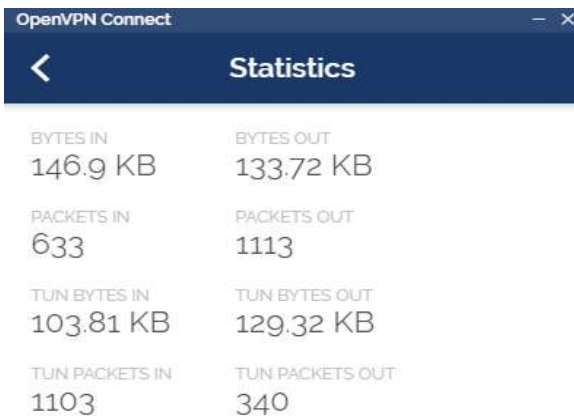 OpenVPN Connect
Statistics
BYTES IN BYTES OUT
146.9 KB 133.72 KB
PACKETS IN PACKETS OUT
633 1113
TUN BYTES IN TUN BYTES OUT
103.81 KB 129.32 KB
TUN PACKETS IN TUN PACKETS OUT
1103 340